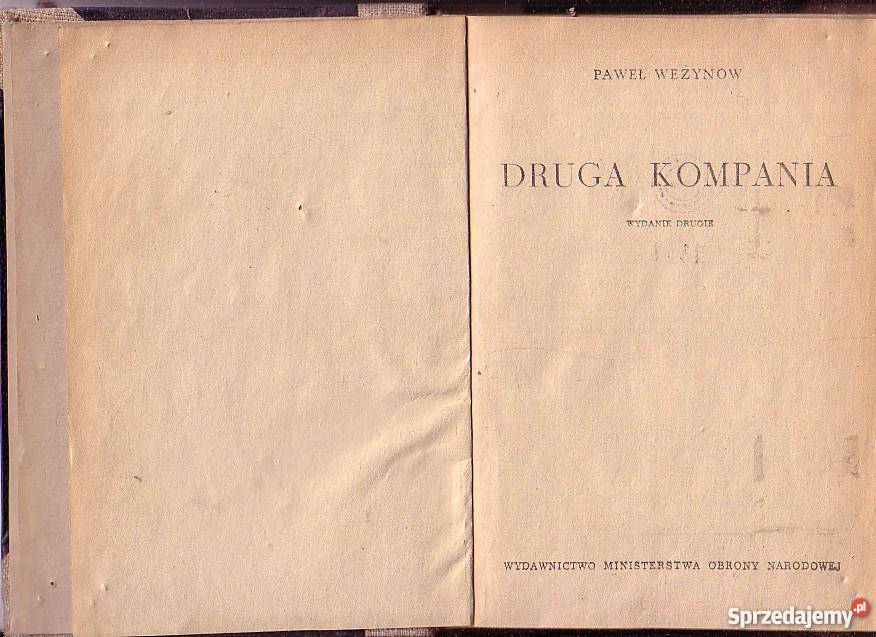 PAWEŁ WEŻYNOW
DRUGA KOMPANIA
WYDANIE DRUGIE
WYDAWNICTWO MINISTERSTWA OBRONY NARODOWEJ
Sprzedajemy.pl